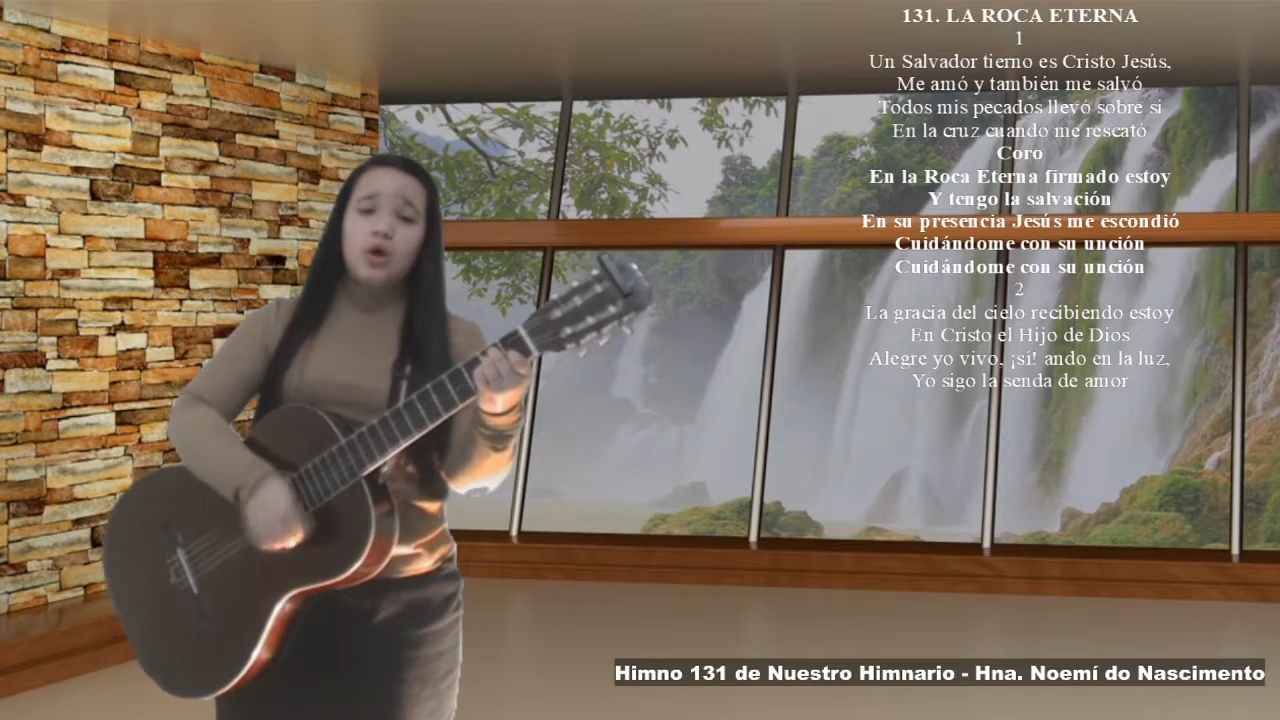 131. LA ROCA ETERNA
1
Un Salvador tierno es Cristo Jesús,
Me amó y también me salvó
Todos mis pecados llevó sobre si
En la cruz cuando me rescató
Coro
En la Roca Eterna firmado estoy
Y tengo la salvación
En su presencia Jesús me escondió
Cuidándome con su unción
Cuidándome con su unción
2
La gracia del cielo recibiendo estoy
En Cristo el Hijo de Dios
Alegre yo vivo, ¡si! ando en la luz,
Yo sigo la senda de amor
Himno 131 de Nuestro Himnario - Hna. Noemí do Nascimento